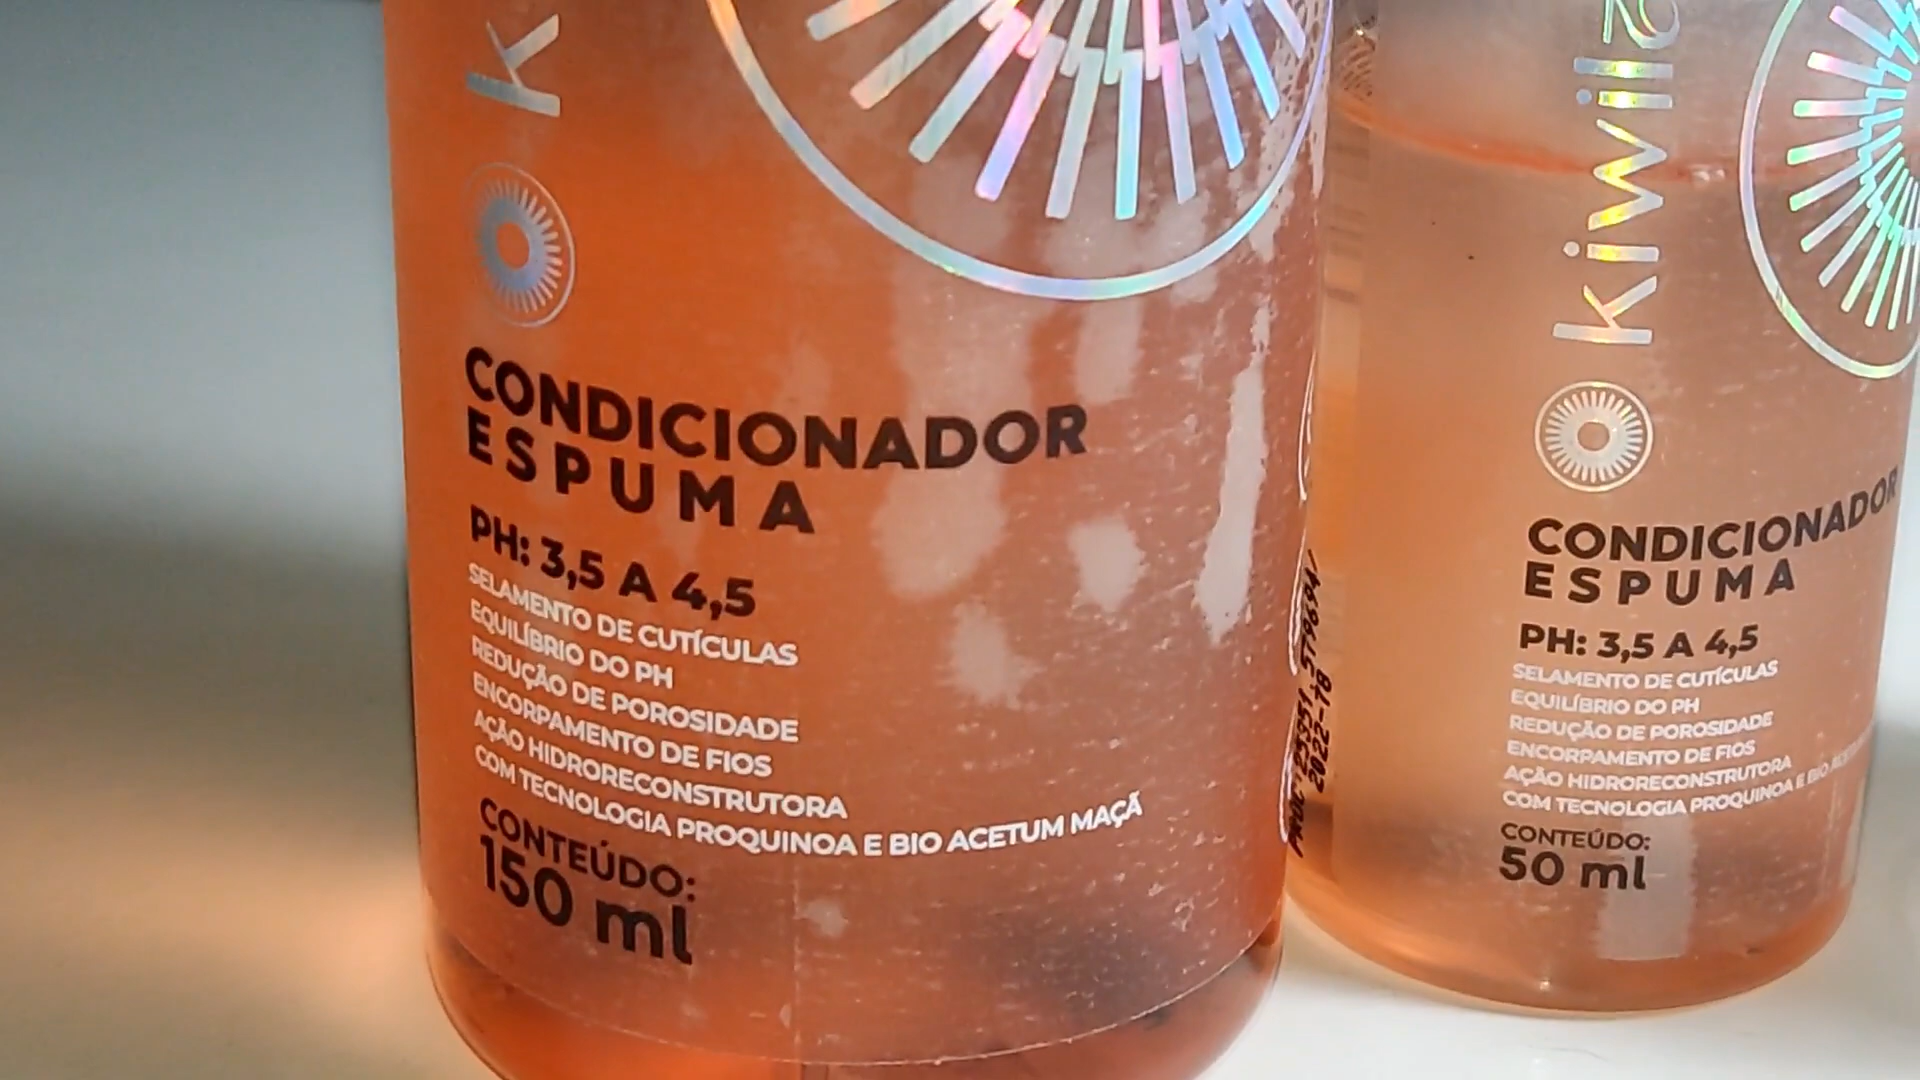 k
CONDICIONADOR
ESPUMA
PH: 3,5 A 4,5
SELAMENTO DE CUTÍCULAS
EQUILÍBRIO DO PH
REDUÇÃO DE POROSIDADE
ENCORPAMENTO DE FIOS
AÇÃO HIDRORECONSTRUTORA
COM TECNOLOGIA PROQUINOA E BIO ACETUM MAÇÃ
CONTEÚDO:
150 ml
kiwila
CONDICIONADOR
ESPUMA
PH: 3,5 A 4,5
SELAMENTO DE CUTÍCULAS
EQUILÍBRIO DO PH
REDUÇÃO DE POROSIDADE
ENCORPAMENTO DE FIOS
AÇÃO HIDRORECONSTRUTORA
COM TECNOLOGIA PROQUINOA E BIO
CONTEÚDO:
50 ml